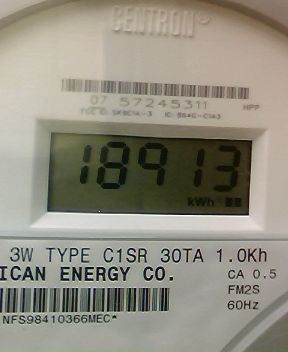 CENTRON
07 57245311 HPP
18913
kWh
3W TYPE C1SR 30TA 1.0Kh
ICAN ENERGY CO. CA 0.5
FM2S
60Hz
NFS98410366MEC*